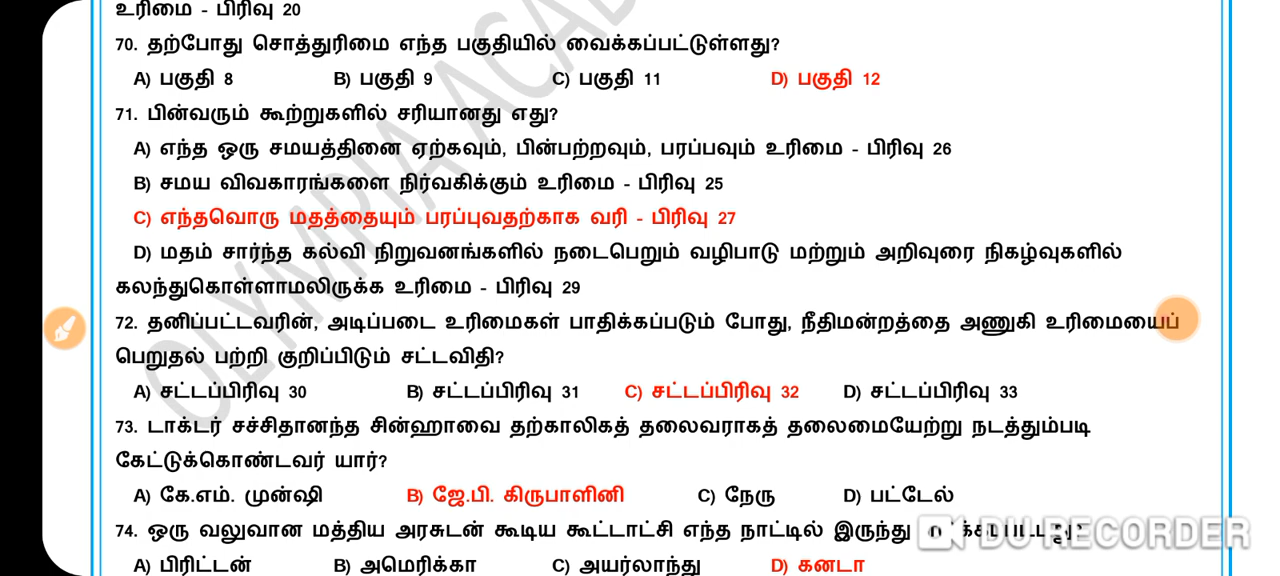 உரிமை - பிரிவு 20
70. தற்போது சொத்துரிமை எந்த பகுதியில் வைக்கப்பட்டுள்ளது?
A) பகுதி 8 B) பகுதி 9 C) பகுதி 11 D) பகுதி 12
71. பின்வரும் கூற்றுகளில் சரியானது எது?
A) எந்த ஒரு சமயத்தினை ஏற்கவும், பின்பற்றவும், பரப்பவும் உரிமை - பிரிவு 26
B) சமய விவகாரங்களை நிர்வகிக்கும் உரிமை - பிரிவு 25
C) எந்தவொரு மதத்தையும் பரப்புவதற்காக வரி - பிரிவு 27
D) மதம் சார்ந்த கல்வி நிறுவனங்களில் நடைபெறும் வழிபாடு மற்றும் அறிவுரை நிகழ்வுகளில்
கலந்துகொள்ளாமலிருக்க உரிமை - பிரிவு 29
72. தனிப்பட்டவரின், அடிப்படை உரிமைகள் பாதிக்கப்படும் போது, நீதிமன்றத்தை அணுகி உரிமையைப்
பெறுதல் பற்றி குறிப்பிடும் சட்டவிதி?
A) சட்டப்பிரிவு 30 B) சட்டப்பிரிவு 31 C) சட்டப்பிரிவு 32 D) சட்டப்பிரிவு 33
73. டாக்டர் சச்சிதானந்த சின்ஹாவை தற்காலிகத் தலைவராகத் தலைமையேற்று நடத்தும்படி
கேட்டுக்கொண்டவர் யார்?
A) கே.எம். முன்ஷி B) ஜே.பி. கிருபாளினி C) நேரு D) பட்டேல்
74. ஒரு வலுவான மத்திய அரசுடன் கூடிய கூட்டாட்சி எந்த நாட்டில் இருந்து
A) பிரிட்டன் B) அமெரிக்கா C) அயர்லாந்து D) கனடா
OLYMPIA ACAD
DU RECORDER